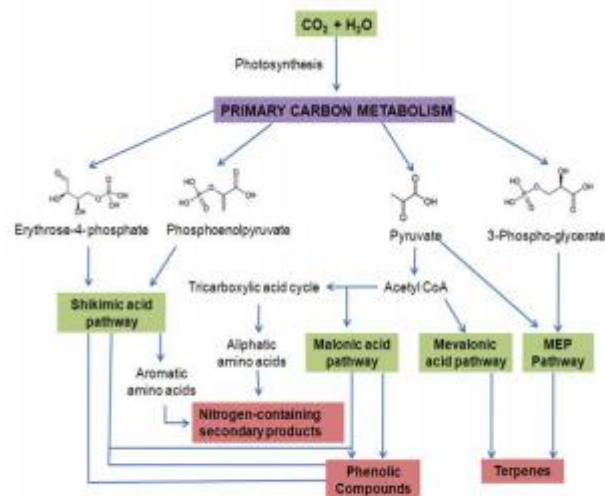 CO₂ + H₂O
Photosynthesis
PRIMARY CARBON METABOLISM
Erythrose-4-phosphate
Phosphoenolpyruvate
Pyruvate
3-Phospho-glycerate
Tricarboxylic acid cycle
Acetyl CoA
Shikimic acid
pathway
Aliphatic
amino acids
Malonic acid
pathway
Mevalonic
acid pathway
MEP
Pathway
Aromatic
amino acids
Nitrogen-containing
secondary products
Phenolic
Compounds
Terpenes